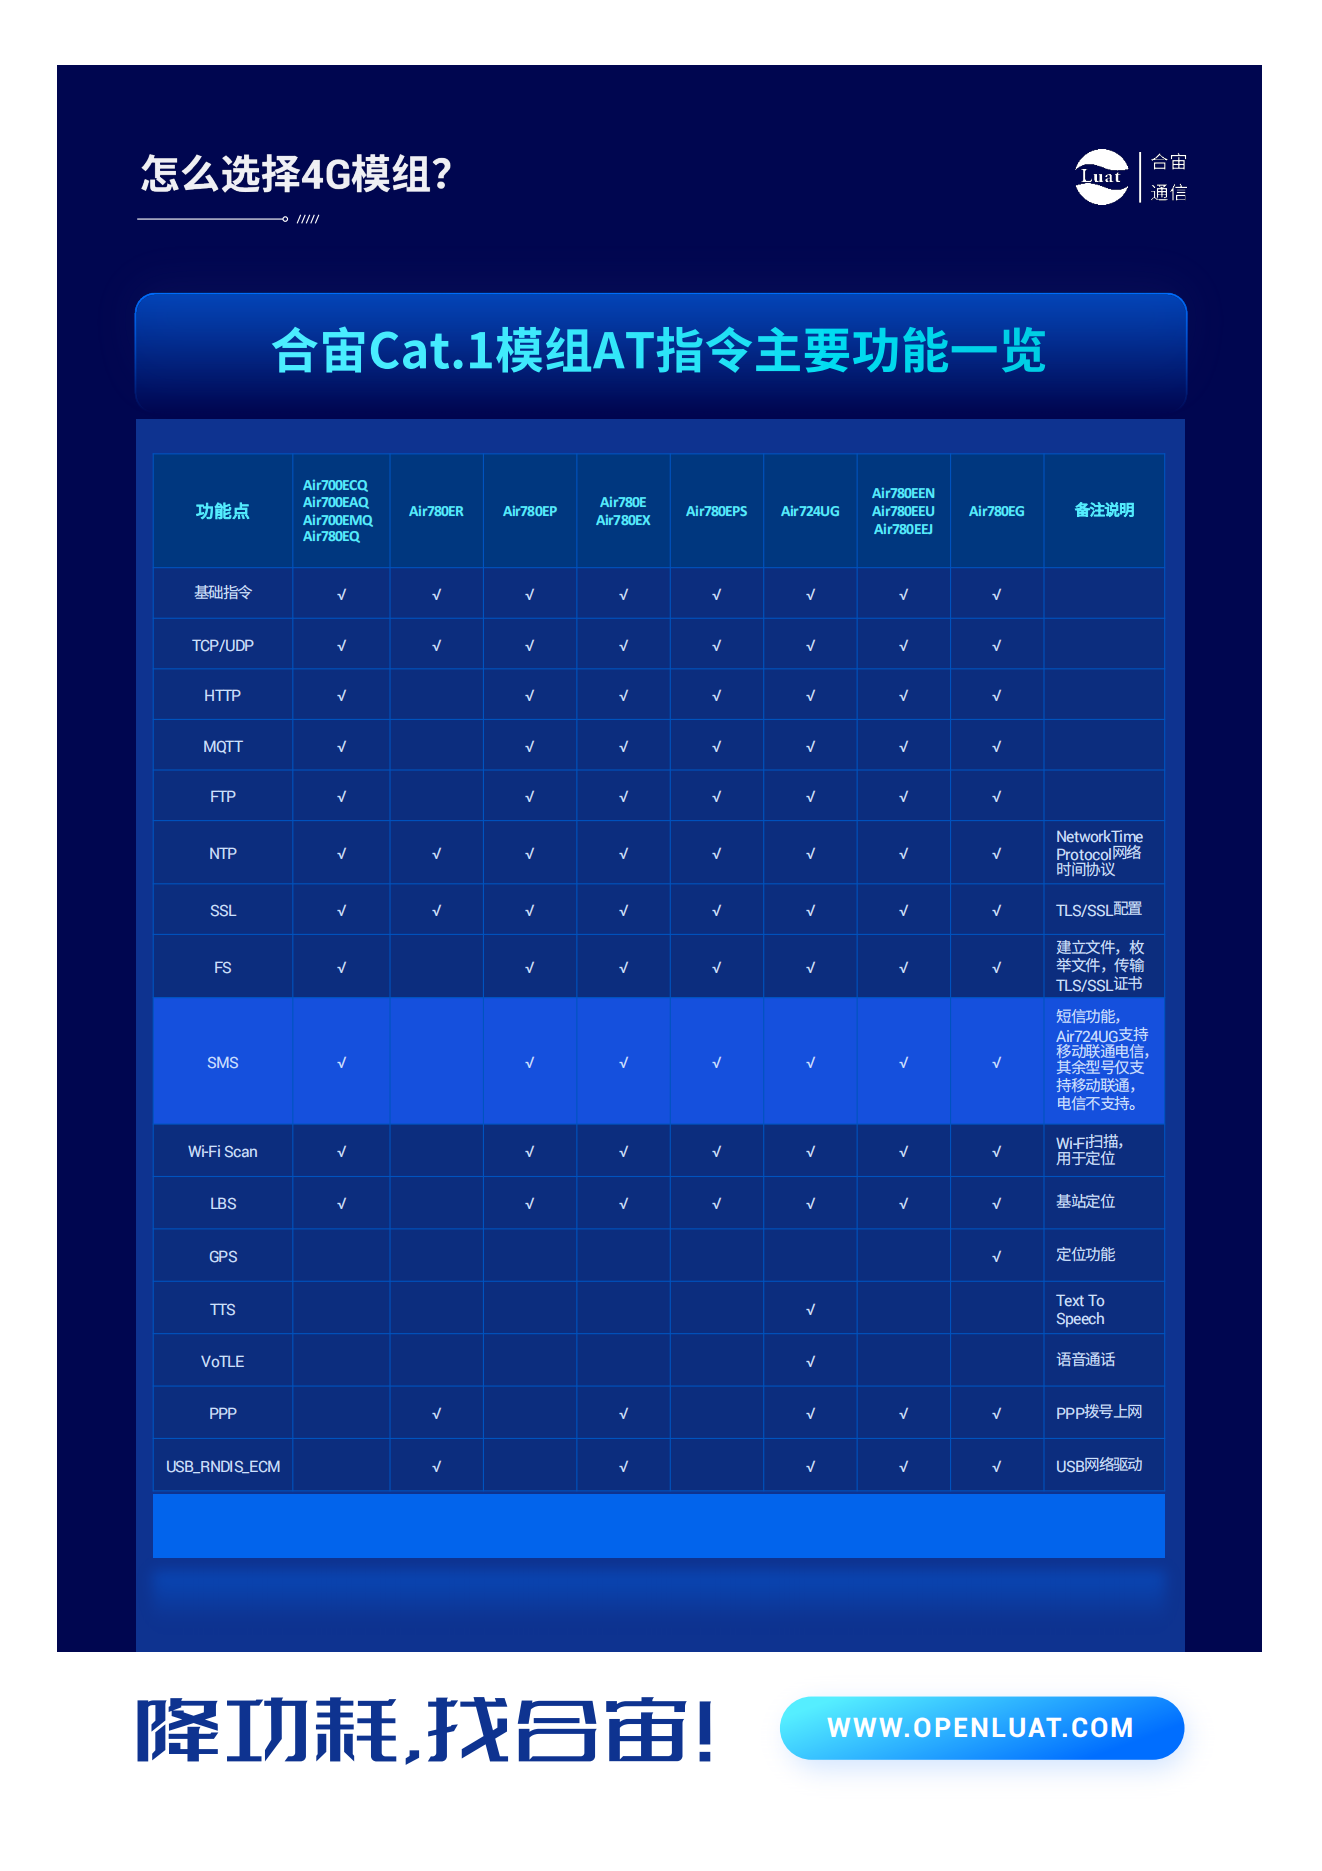 怎么选择4G模组？
Luat
合宙
通信
合宙Cat.1模组AT指令主要功能一览
功能点
Air700ECQ
Air700EAQ
Air700EMQ
Air780EQ
Air780ER
Air780EP
Air780E
Air780EX
Air780EPS
Air724UG
Air780EEN
Air780EEU
Air780EEJ
Air780EG
备注说明
基础指令 √ √ √ √ √ √ √ √
TCP/UDP √ √ √ √ √ √ √ √
HTTP √ √ √ √ √ √ √
MQTT √ √ √ √ √ √ √
FTP √ √ √ √ √ √ √
NTP √ √ √ √ √ √ √ √
NetworkTime
Protocol网络
时间协议
SSL √ √ √ √ √ √ √ √ TLS/SSL配置
FS √ √ √ √ √ √ √
建立文件，枚
举文件，传输
TLS/SSL证书
SMS √ √ √ √ √ √ √
短信功能，
Air724UG支持
移动联通电信，
其余型号仅支
持移动联通，
电信不支持。
Wi-Fi Scan √ √ √ √ √ √ √
Wi-Fi扫描，
用于定位
LBS √ √ √ √ √ √ √ 基站定位
GPS √ 定位功能
TTS √
Text To
Speech
VoTLE √ 语音通话
PPP √ √ √ √ √ PPP拨号上网
USB_RNDIS_ECM √ √ √ √ √ USB网络驱动
降功耗,找合宙!
WWW.OPENLUAT.COM